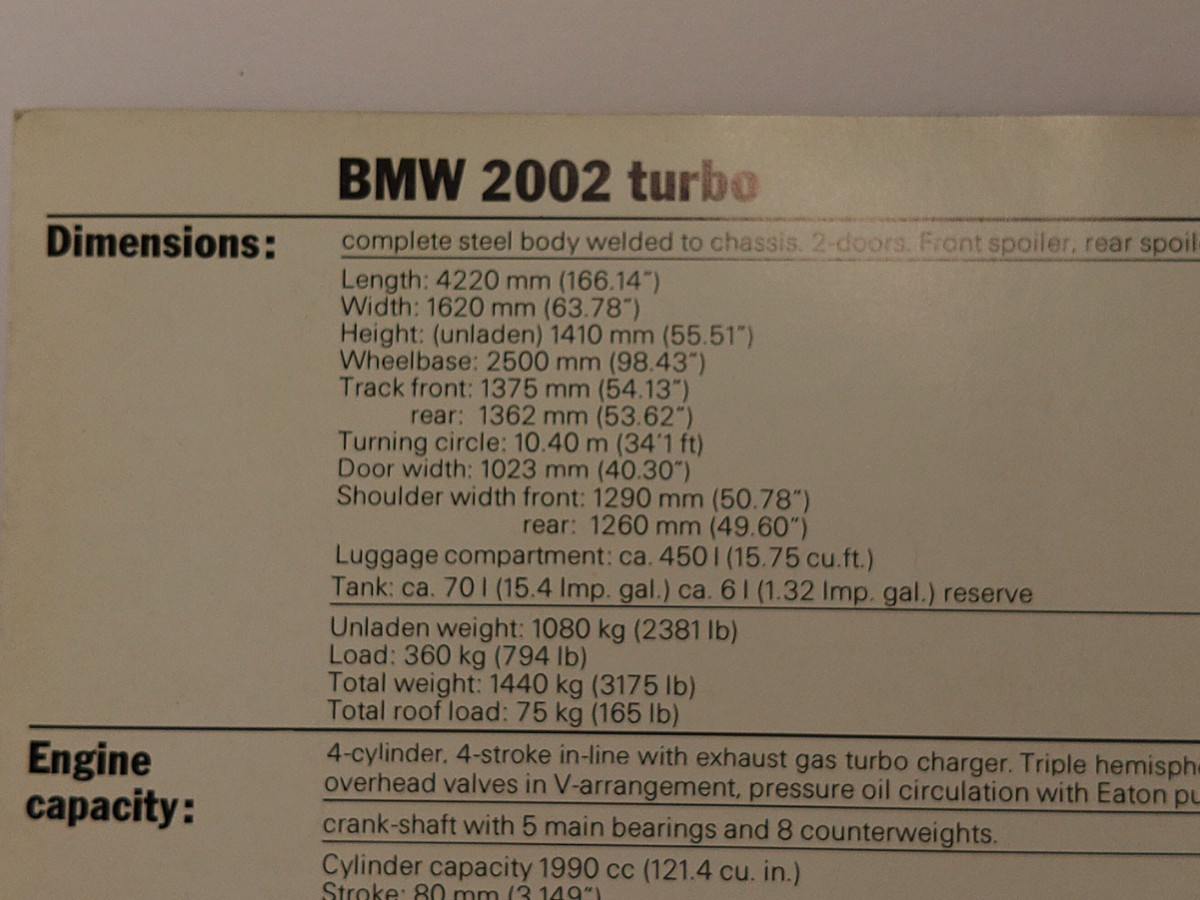 BMW 2002 turbo
Dimensions:
complete steel body welded to chassis. 2-doors. Front spoiler, rear
Length: 4220 mm (166.14")
Width: 1620 mm (63.78")
Height: (unladen) 1410 mm (55.51")
Wheelbase: 2500 mm (98.43")
Track front: 1375 mm (54.13")
rear: 1362 mm (53.62")
Turning circle: 10.40 m (34'1 ft)
Door width: 1023 mm (40.30")
Shoulder width front: 1290 mm (50.78")
rear: 1260 mm (49.60")
Luggage compartment: ca. 450 l (15.75 cu.ft.)
Tank: ca. 70 l (15.4 Imp. gal.) ca. 6 l (1.32 Imp. gal.) reserve
Unladen weight: 1080 kg (2381 lb)
Load: 360 kg (794 lb)
Total weight: 1440 kg (3175 lb)
Total roof load: 75 kg (165 lb)
Engine
capacity:
4-cylinder, 4-stroke in-line with exhaust gas turbo charger. Triple
overhead valves in V-arrangement, pressure oil circulation with Eaton
crank-shaft with 5 main bearings and 8 counterweights.
Cylinder capacity 1990 cc (121.4 cu. in.)
Stroke: 80 mm (3.149")